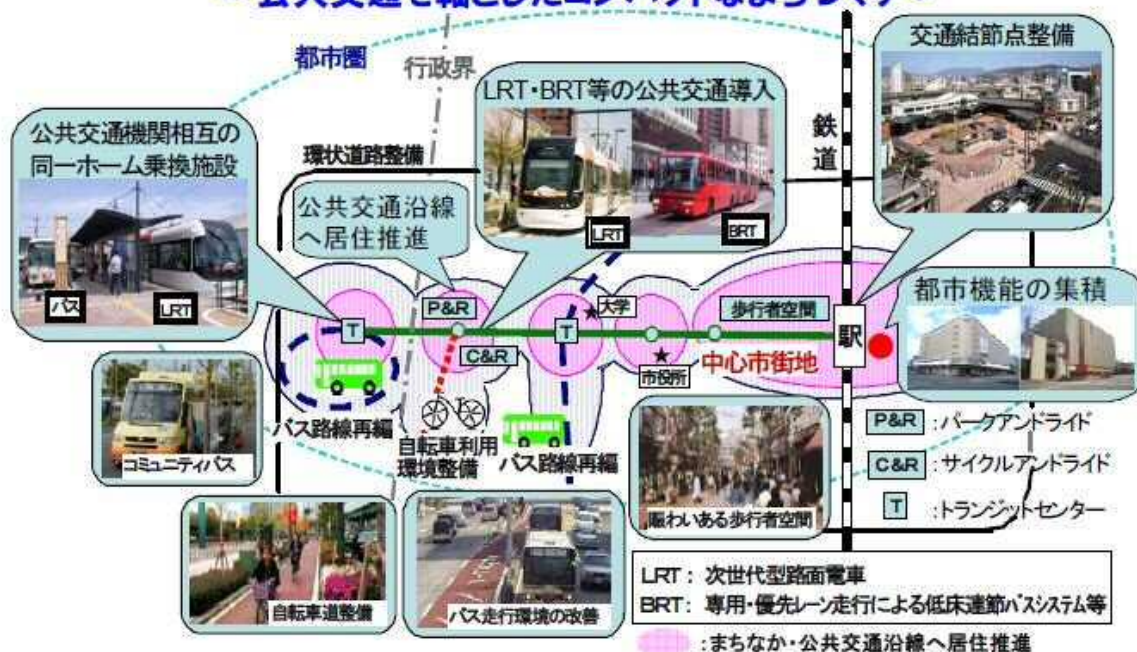 公共交通を軸としたコンパクトなまちづくり
都市圏
行政界
交通結節点整備
LRT・BRT等の公共交通導入
公共交通機関相互の
同一ホーム乗換施設
環状道路整備
鉄道
公共交通沿線
へ居住推進
LRT
BRT
バス
LRT
P&R
大学
歩行者空間
都市機能の集積
T
T
駅
C&R
中心市街地
市役所
バス路線再編
自転車利用
環境整備
バス路線再編
P&R:パークアンドライド
コミュニティバス
C&R:サイクルアンドライド
賑わいある歩行者空間
T:トランジットセンター
自転車道整備
バス走行環境の改善
LRT: 次世代型路面電車
BRT: 専用・優先レーン走行による低床連節バスシステム等
:まちなか・公共交通沿線へ居住推進